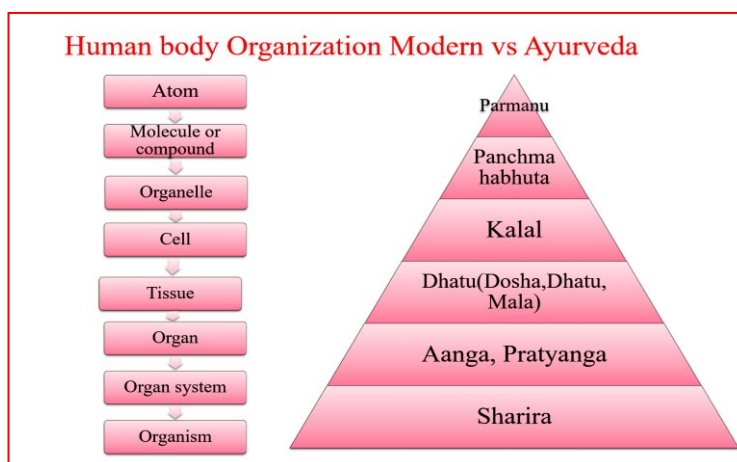 Human body Organization Modern vs Ayurveda
Atom
Molecule or
compound
Organelle
Cell
Tissue
Organ
Organ system
Organism
Parmanu
Panchma
habhuta
Kalal
Dhatu(Dosha,Dhatu,
Mala)
Aanga, Pratyanga
Sharira